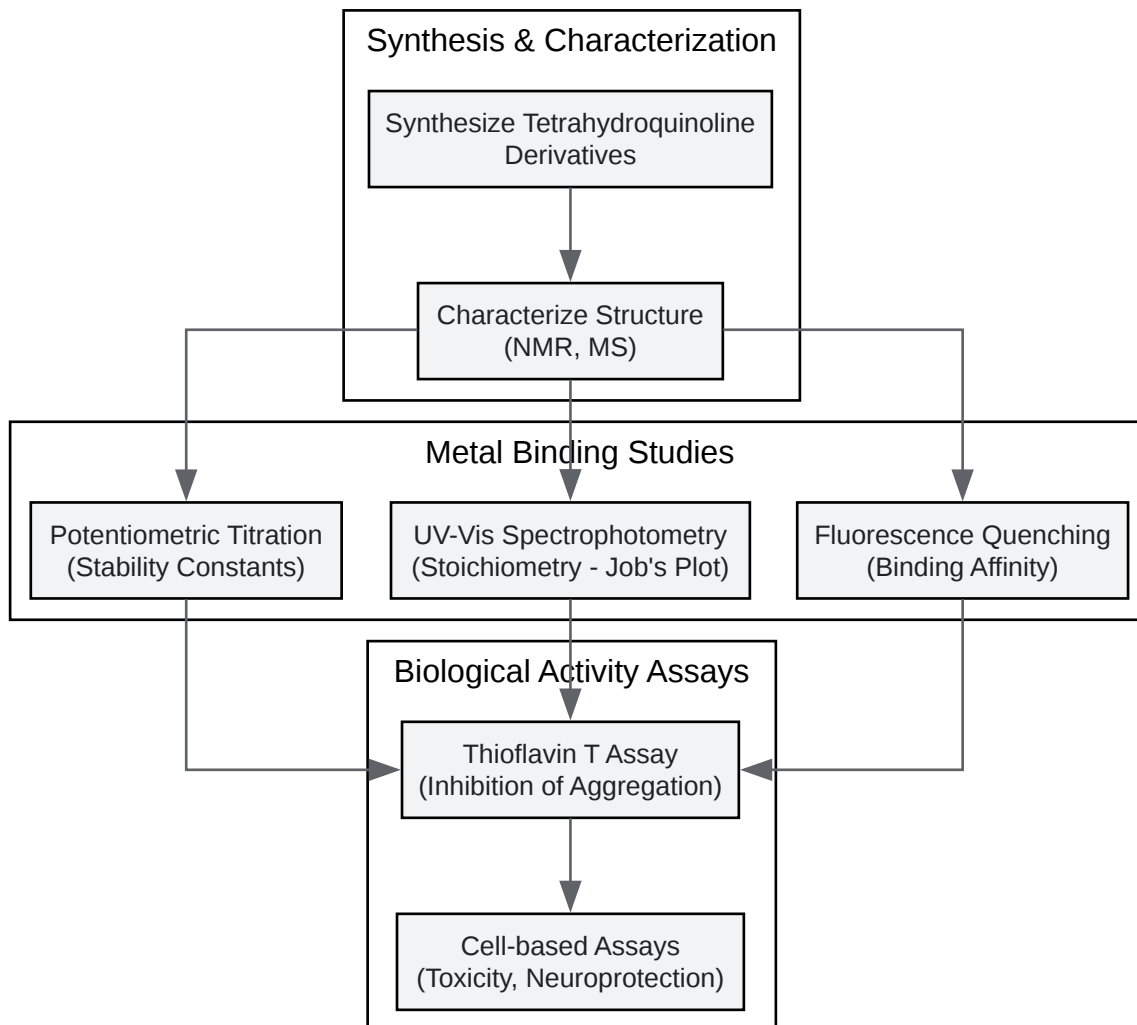 Synthesis & Characterization
Synthesize Tetrahydroquinoline
Derivatives
Characterize Structure
(NMR, MS)
Metal Binding Studies
Potentiometric Titration
(Stability Constants)
UV-Vis Spectrophotometry
(Stoichiometry - Job's Plot)
Fluorescence Quenching
(Binding Affinity)
Biological Activity Assays
Thioflavin T Assay
(Inhibition of Aggregation)
Cell-based Assays
(Toxicity, Neuroprotection)